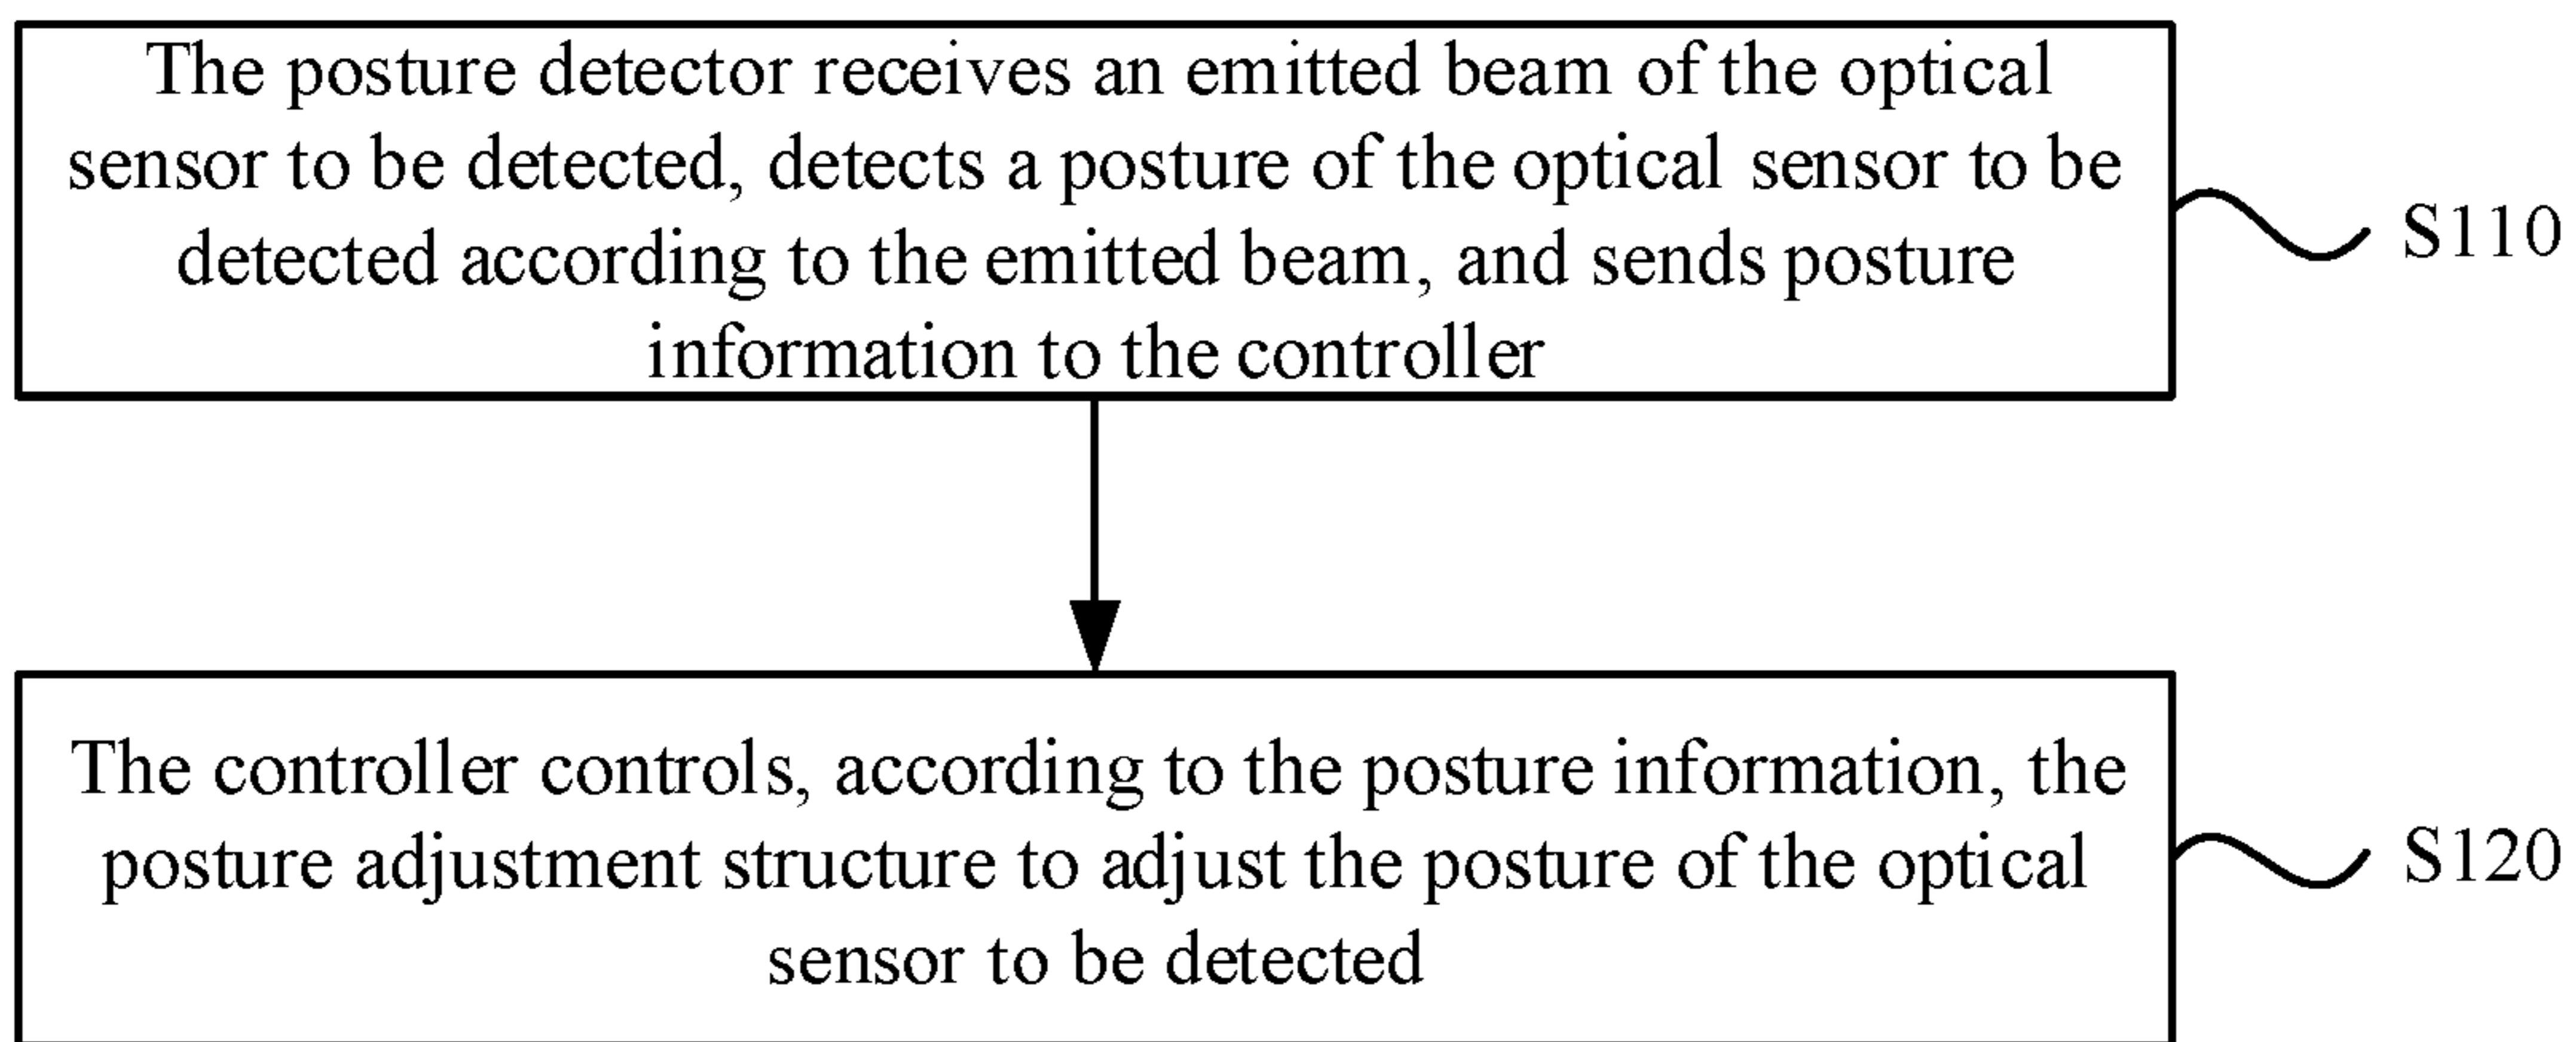 The posture detector receives an emitted beam of the optical
sensor to be detected, detects a posture of the optical sensor to be
detected according to the emitted beam, and sends posture
information to the controller
S110
The controller controls, according to the posture information, the
posture adjustment structure to adjust the posture of the optical
sensor to be detected
S120